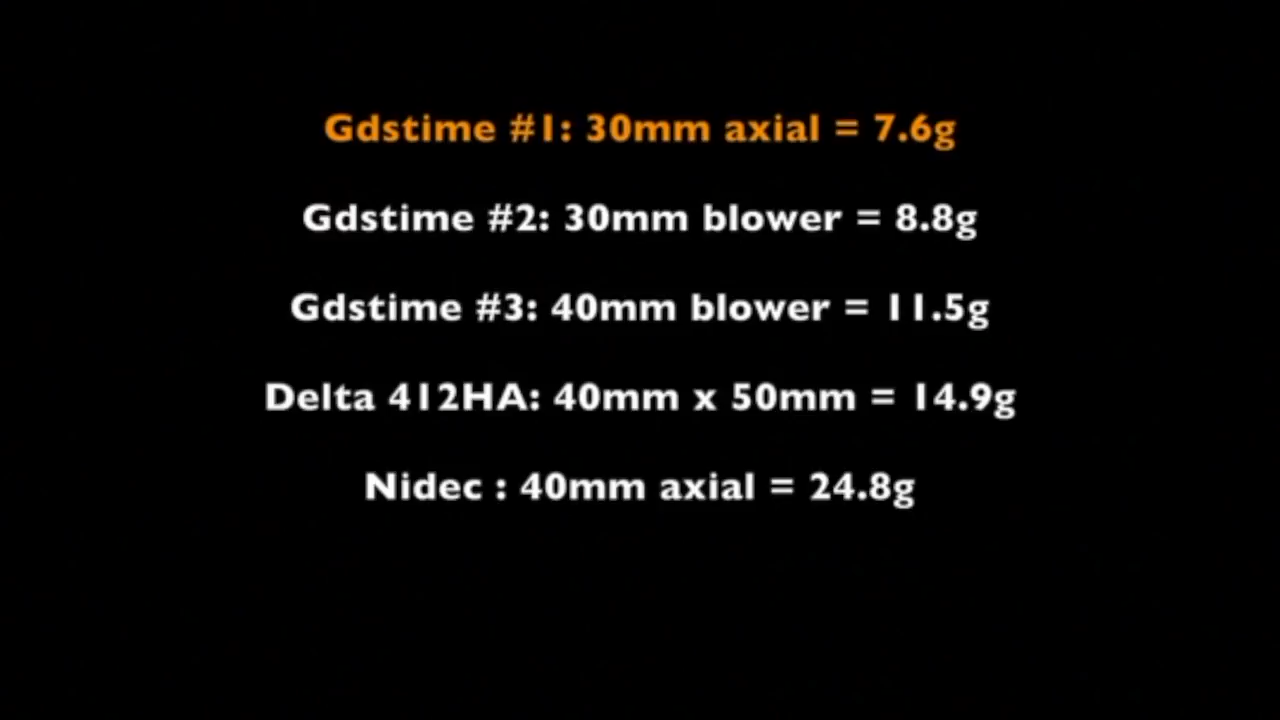 Gdstime #1: 30mm axial = 7.6g
Gdstime #2: 30mm blower = 8.8g
Gdstime #3: 40mm blower = 11.5g
Delta 412HA: 40mm x 50mm = 14.9g
Nidec : 40mm axial = 24.8g